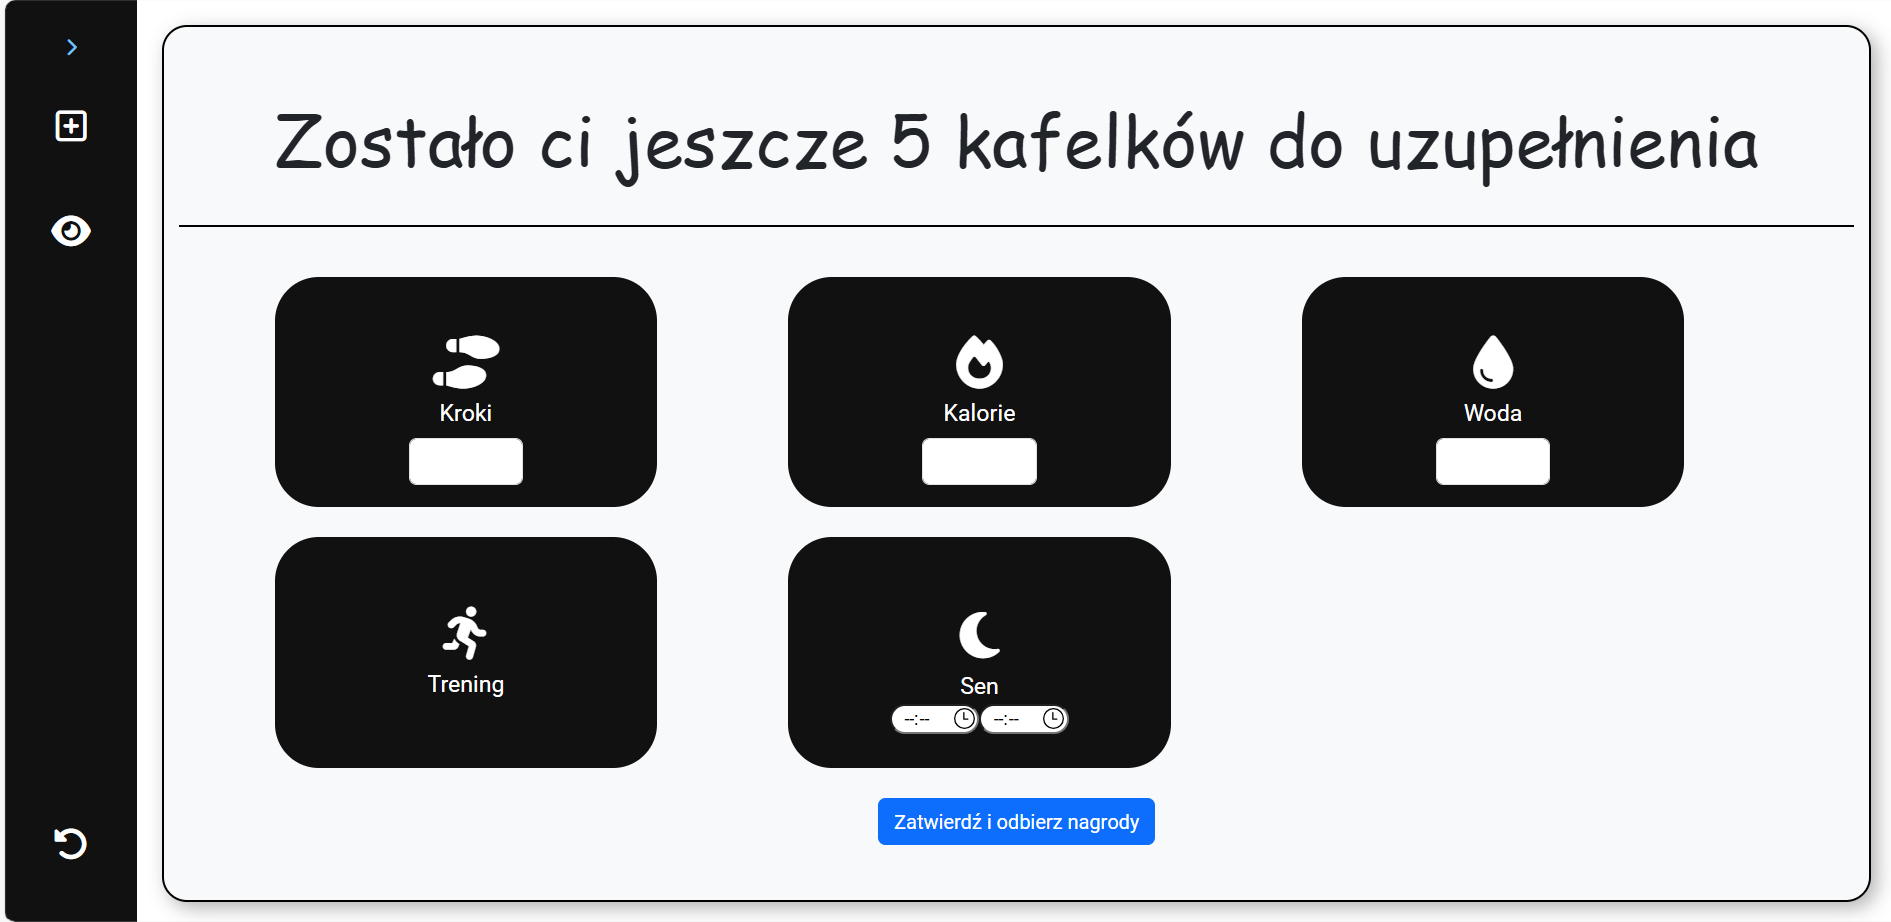 Zostało ci jeszcze 5 kafelków do uzupełnienia
Kroki
Kalorie
Woda
Trening
Sen
--:-- --:--
Zatwierdź i odbierz nagrody